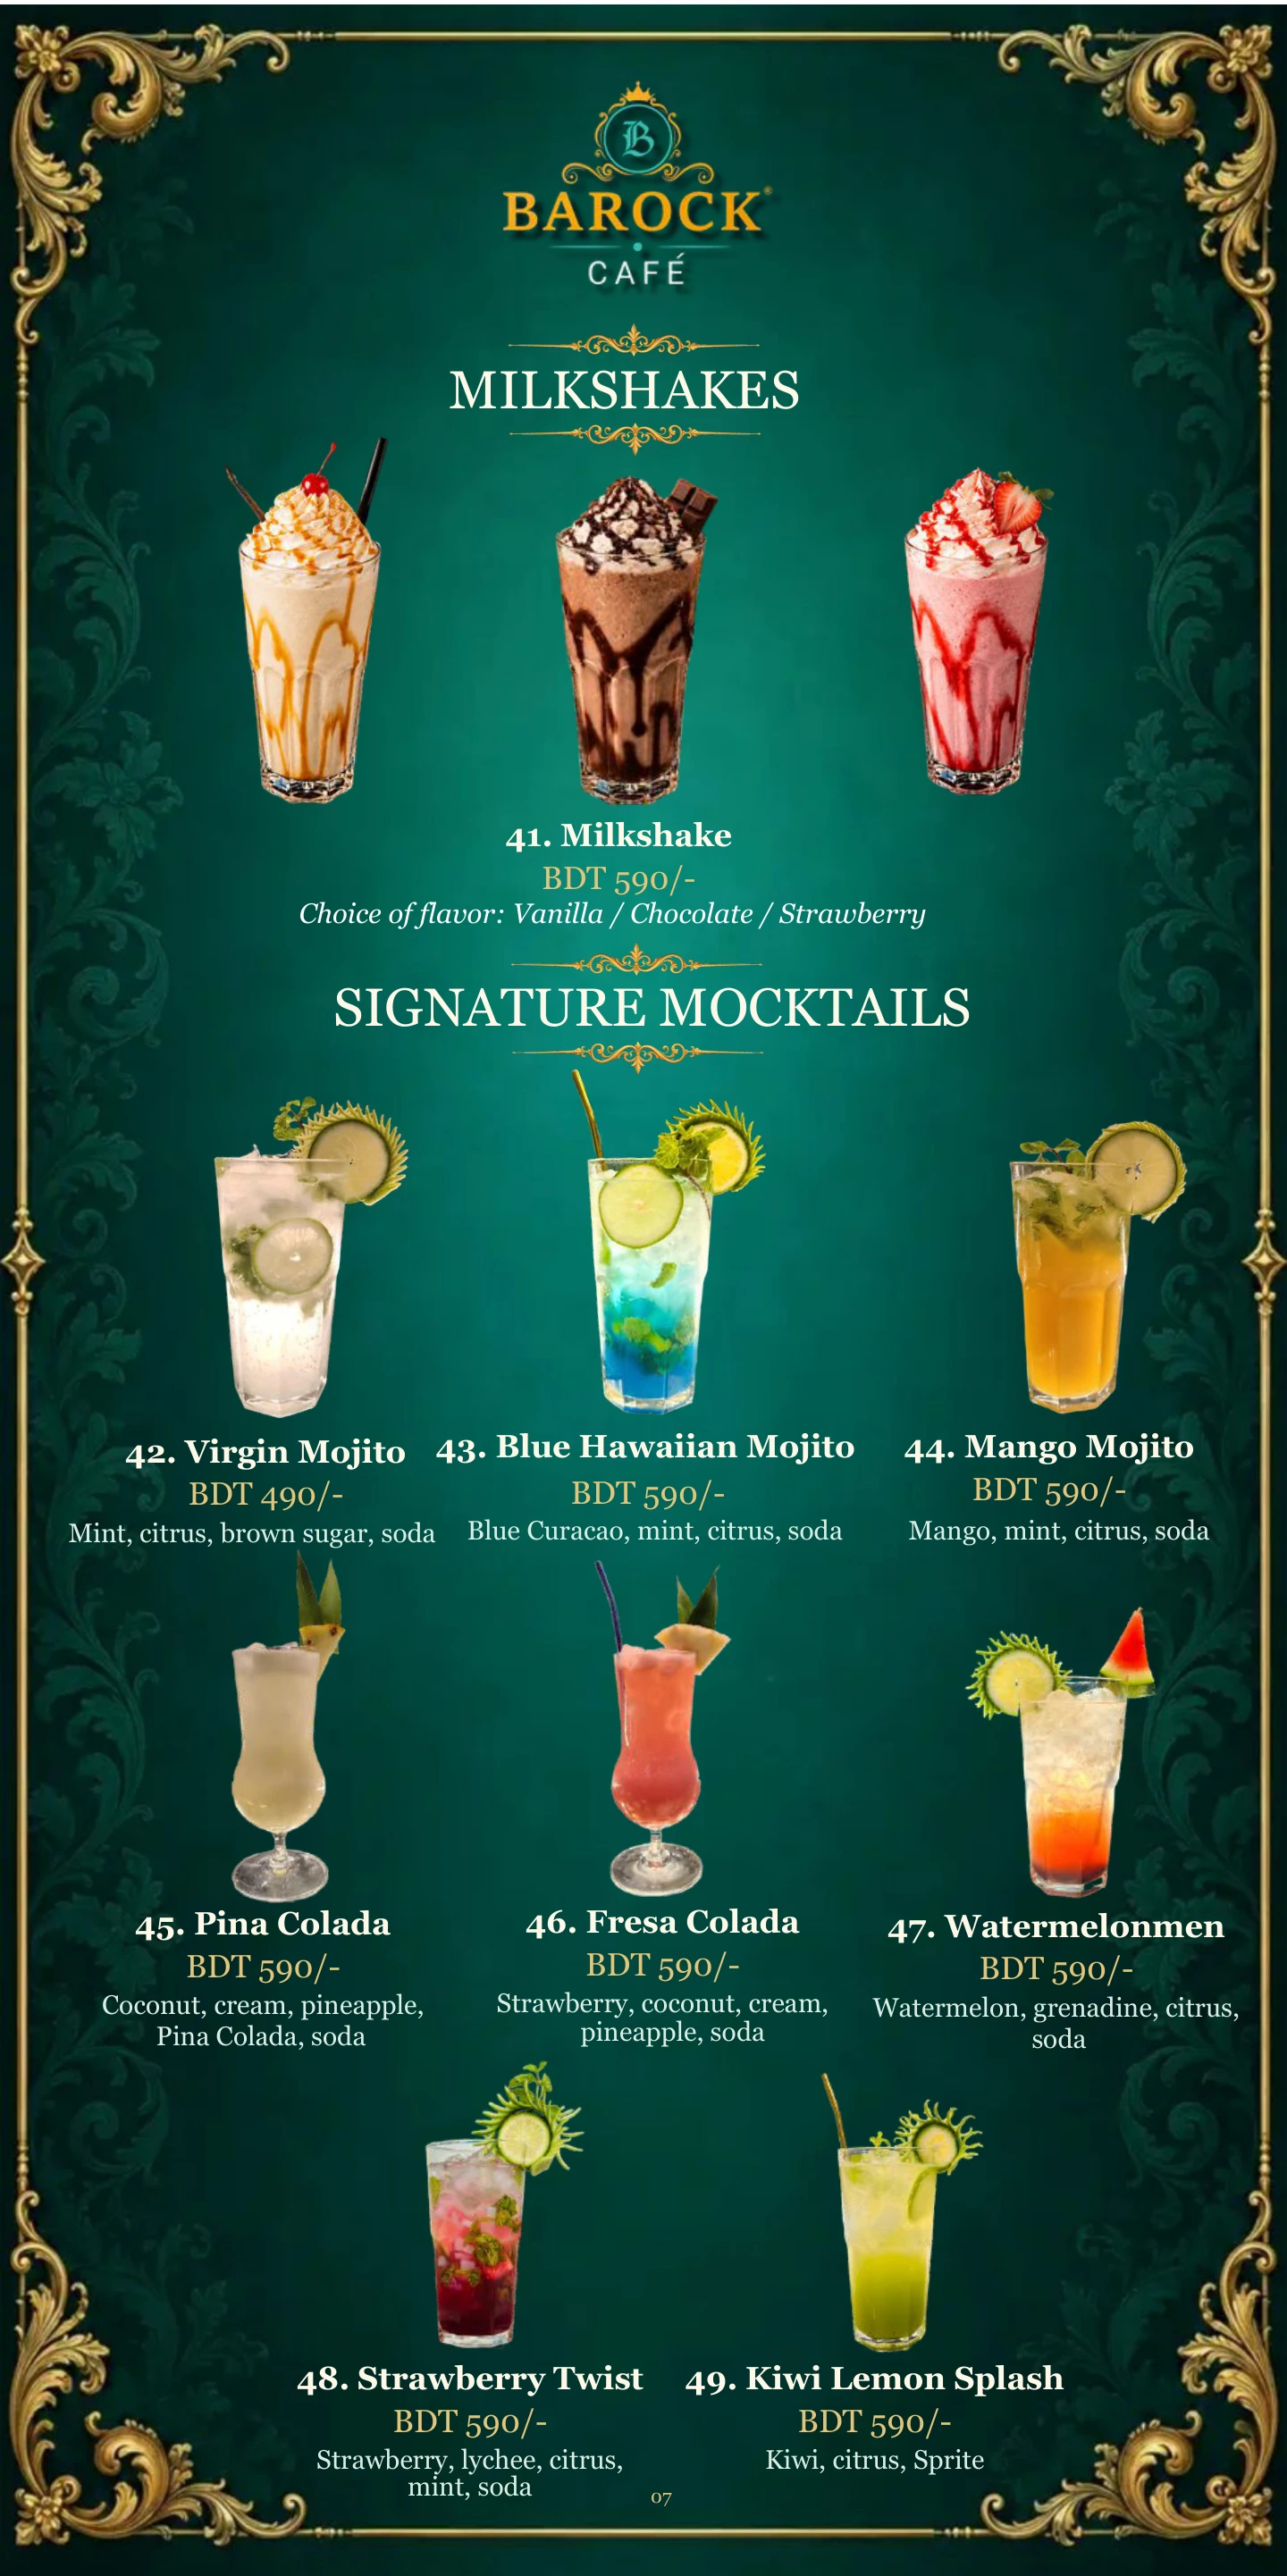 B
BAROCK®
CAFÉ
MILKSHAKES
41. Milkshake
BDT 590/-
Choice of flavor: Vanilla / Chocolate / Strawberry
SIGNATURE MOCKTAILS
42. Virgin Mojito
BDT 490/-
Mint, citrus, brown sugar, soda
43. Blue Hawaiian Mojito
BDT 590/-
Blue Curacao, mint, citrus, soda
44. Mango Mojito
BDT 590/-
Mango, mint, citrus, soda
45. Pina Colada
BDT 590/-
Coconut, cream, pineapple,
Pina Colada, soda
46. Fresa Colada
BDT 590/-
Strawberry, coconut, cream,
pineapple, soda
47. Watermelonmen
BDT 590/-
Watermelon, grenadine, citrus,
soda
48. Strawberry Twist
BDT 590/-
Strawberry, lychee, citrus,
mint, soda
49. Kiwi Lemon Splash
BDT 590/-
Kiwi, citrus, Sprite
07